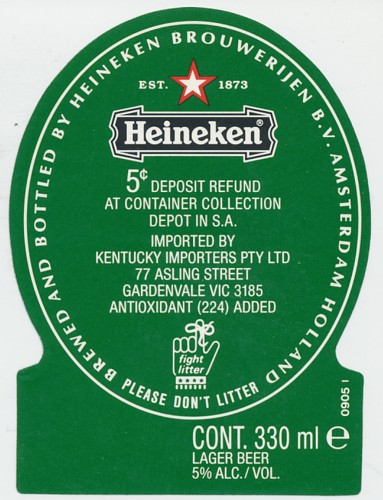 BREWED AND BOTTLED BY HEINEKEN BROUWERIJEN B.V. AMSTERDAM HOLLAND
EST. 1873
Heineken®
5¢ DEPOSIT REFUND
AT CONTAINER COLLECTION
DEPOT IN S.A.
IMPORTED BY
KENTUCKY IMPORTERS PTY LTD
77 ASLING STREET
GARDENVALE VIC 3185
ANTIOXIDANT (224) ADDED
fight
litter
PLEASE DON'T LITTER
0905 I
CONT. 330 ml e
LAGER BEER
5% ALC./VOL.